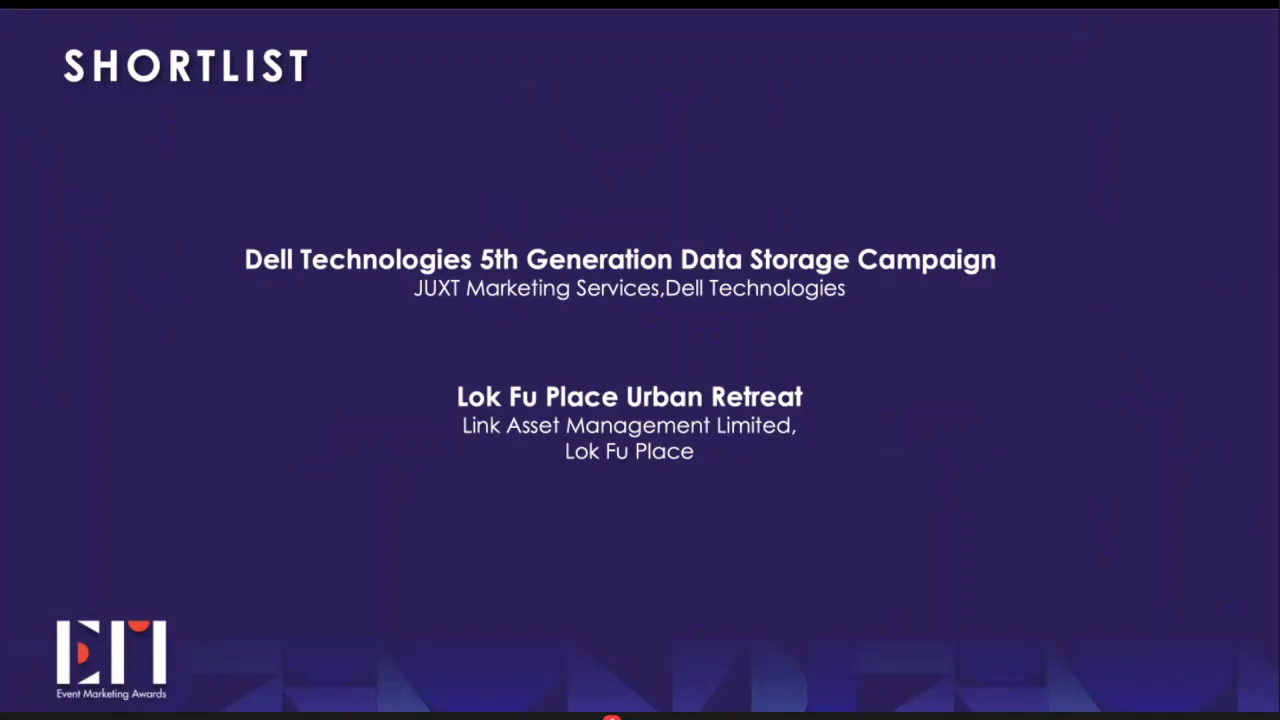 SHORTLIST
Dell Technologies 5th Generation Data Storage Campaign
JUXT Marketing Services,Dell Technologies
Lok Fu Place Urban Retreat
Link Asset Management Limited,
Lok Fu Place
EM
Event Marketing Awards